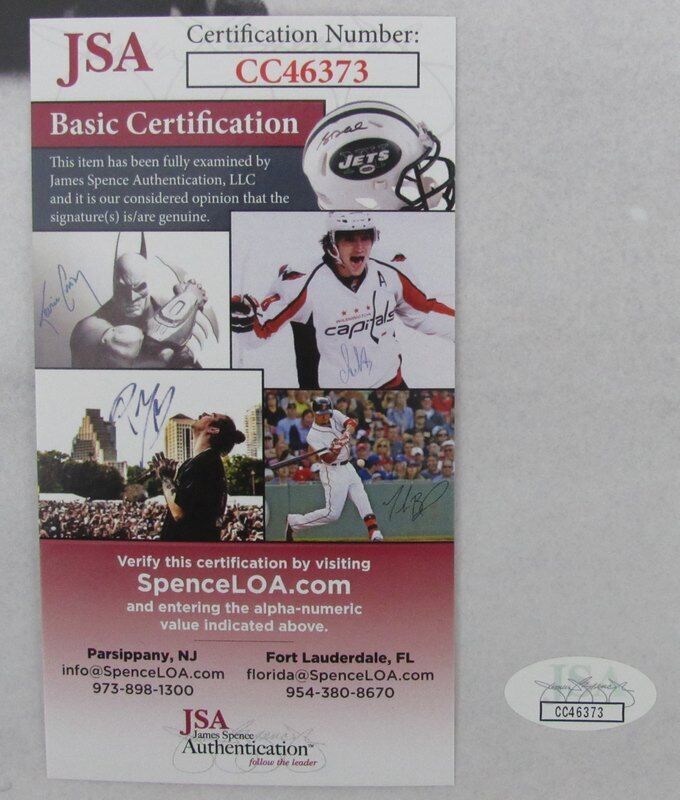 JSA
Certification Number:
CC46373
Basic Certification
This item has been fully examined by
James Spence Authentication, LLC
and it is our considered opinion that the
signature(s) is/are genuine.
JETS
A
WASHINGTON
capitals
Verify this certification by visiting
SpenceLOA.com
and entering the alpha-numeric
value indicated above.
Parsippany, NJ
info@SpenceLOA.com
973-898-1300
Fort Lauderdale, FL
florida@SpenceLOA.com
954-380-8670
JSA
James Spence
Authentication™
follow the leader
JSA
CC46373